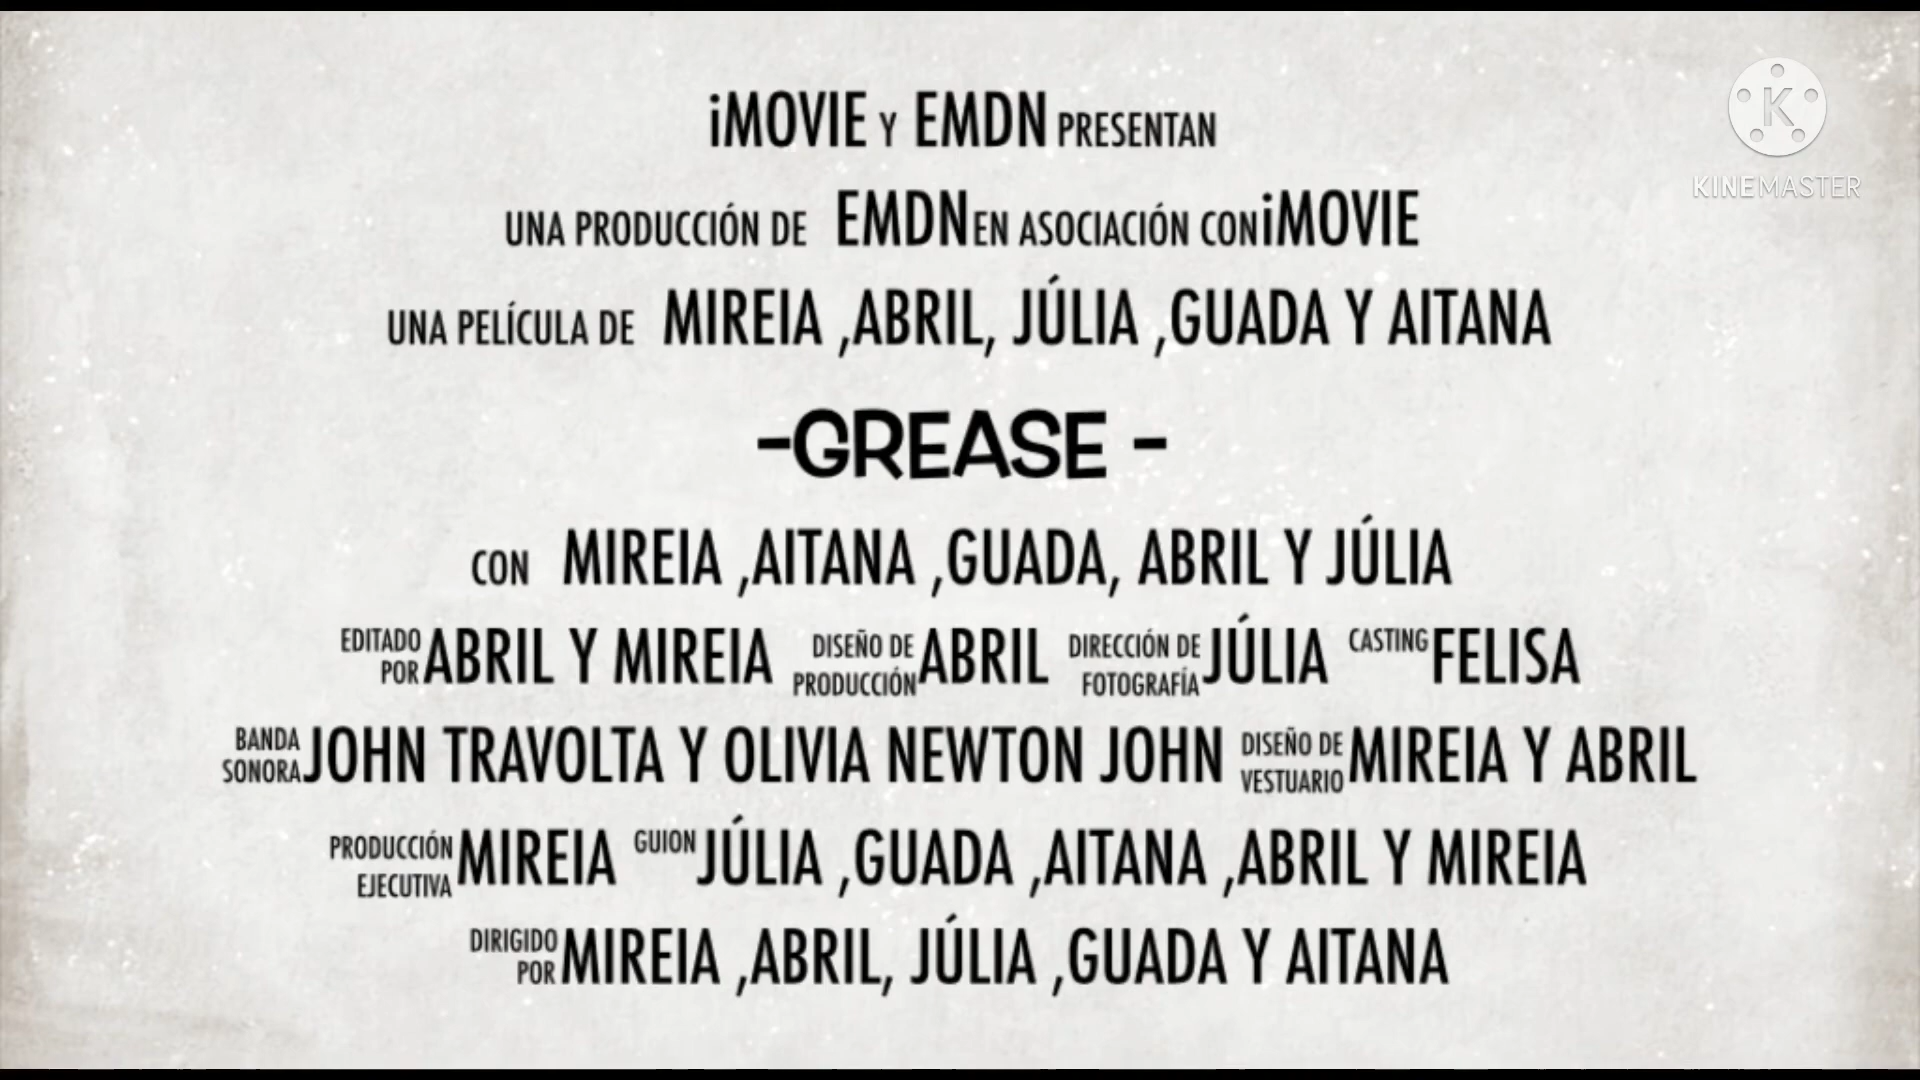 iMOVIE Y EMDN PRESENTAN
KINEMASTER
UNA PRODUCCIÓN DE EMDN EN ASOCIACIÓN CON iMOVIE
UNA PELÍCULA DE MIREIA ,ABRIL, JÚLIA ,GUADA Y AITANA
-GREASE -
CON MIREIA ,AITANA ,GUADA, ABRIL Y JÚLIA
EDITADO POR ABRIL Y MIREIA DISEÑO DE PRODUCCIÓN ABRIL DIRECCIÓN DE FOTOGRAFÍA JÚLIA CASTING FELISA
BANDA SONORA JOHN TRAVOLTA Y OLIVIA NEWTON JOHN DISEÑO DE VESTUARIO MIREIA Y ABRIL
PRODUCCIÓN EJECUTIVA MIREIA GUION JÚLIA ,GUADA ,AITANA ,ABRIL Y MIREIA
DIRIGIDO POR MIREIA ,ABRIL, JÚLIA ,GUADA Y AITANA